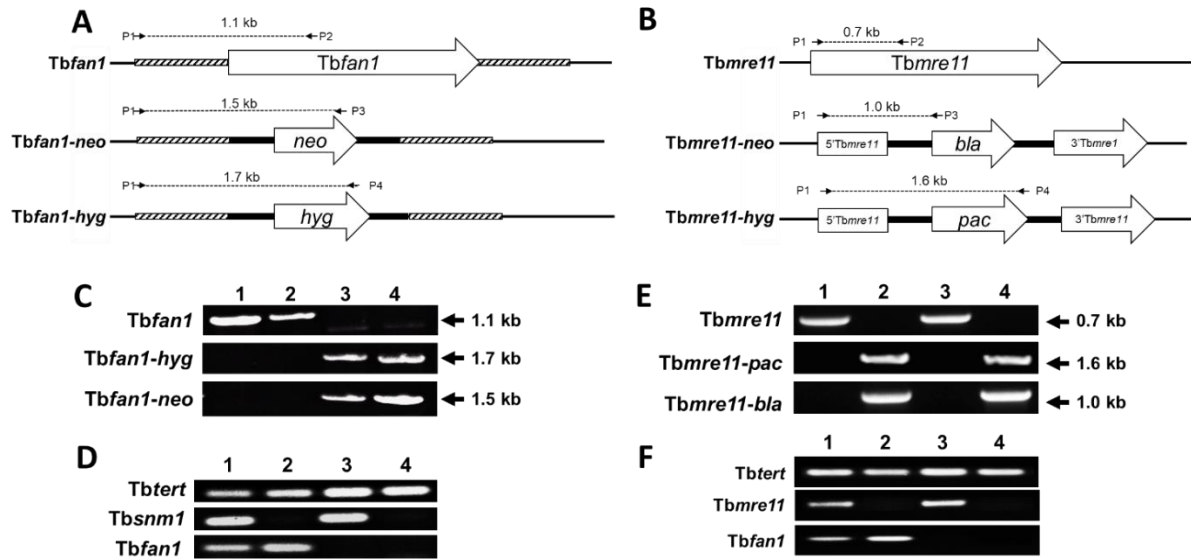 A
P1 1.1 kb P2
Tbfan1 Tbfan1
P1 1.5 kb P3
Tbfan1-neo neo
P1 1.7 kb P4
Tbfan1-hyg hyg
B
P1 0.7 kb P2
Tbmre11 Tbmre11
P1 1.0 kb P3
Tbmre11-neo 5'Tbmre11 bla 3'Tbmre1
P1 1.6 kb P4
Tbmre11-hyg 5'Tbmre11 pac 3'Tbmre11
C
1 2 3 4
Tbfan1 1.1 kb
Tbfan1-hyg 1.7 kb
Tbfan1-neo 1.5 kb
D
1 2 3 4
Tbtert
Tbsnm1
Tbfan1
E
1 2 3 4
Tbmre11 0.7 kb
Tbmre11-pac 1.6 kb
Tbmre11-bla 1.0 kb
F
1 2 3 4
Tbtert
Tbmre11
Tbfan1